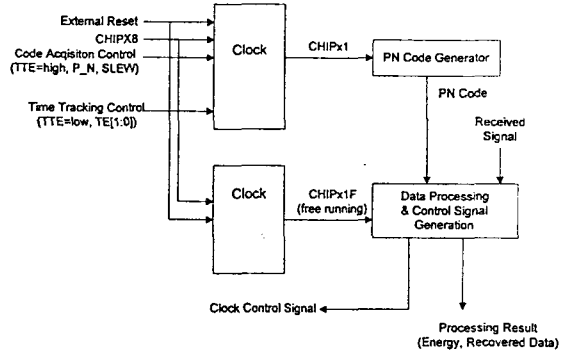 External Reset
CHIPX8
Code Acqisiton Control
(TTE=high, P_N, SLEW)
Clock
CHIPx1
PN Code Generator
PN Code
Time Tracking Control
(TTE=low, TE[1:0])
Received
Signal
Clock
CHIPx1F
(free running)
Data Processing
& Control Signal
Generation
Clock Control Signal
Processing Result
(Energy, Recovered Data)